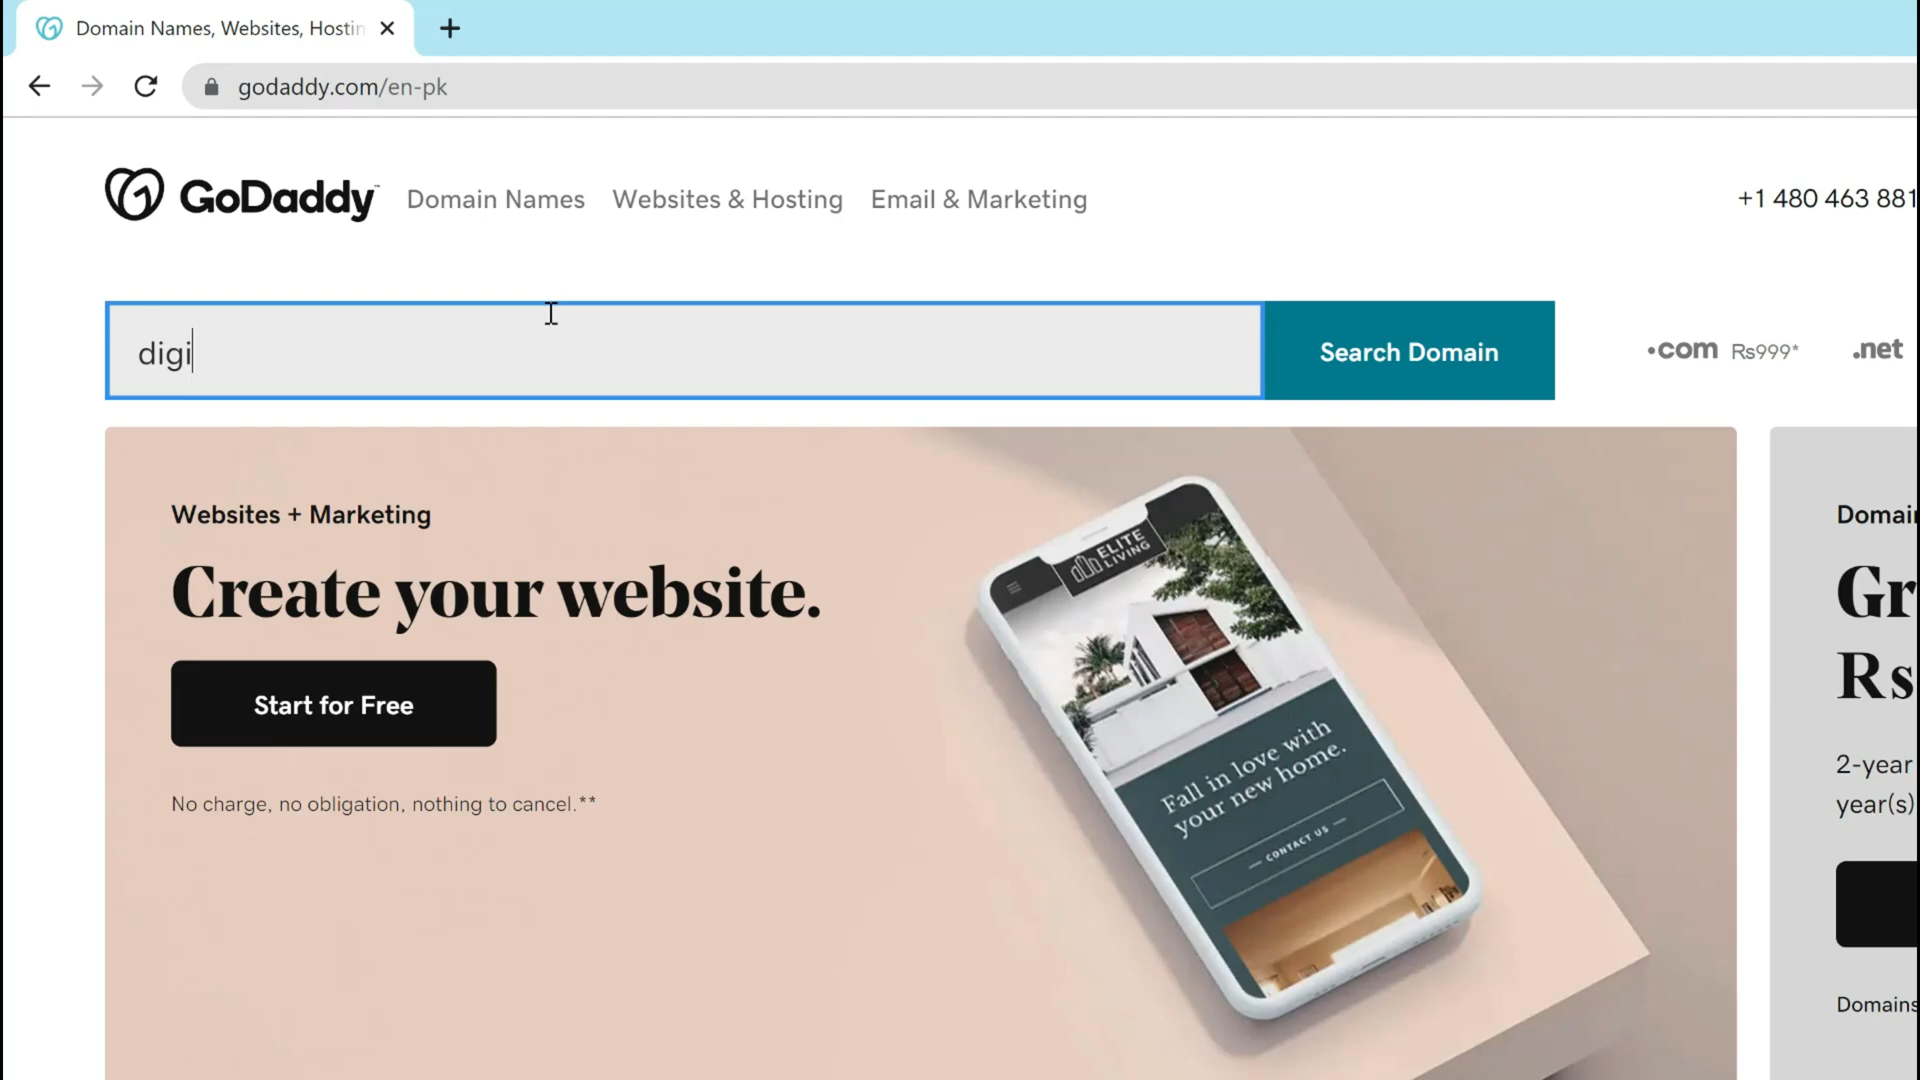 Domain Names, Websites, Hostin
godaddy.com/en-pk
GoDaddy
Domain Names
Websites & Hosting
Email & Marketing
+1 480 463 881
digi
Search Domain
.com Rs999*
.net
Websites + Marketing
Create your website.
Start for Free
No charge, no obligation, nothing to cancel.**
ELITE
LIVING
Fall in love with
your new home.
CONTACT US
Domain
Gr
Rs
2-year
year(s)
Domains